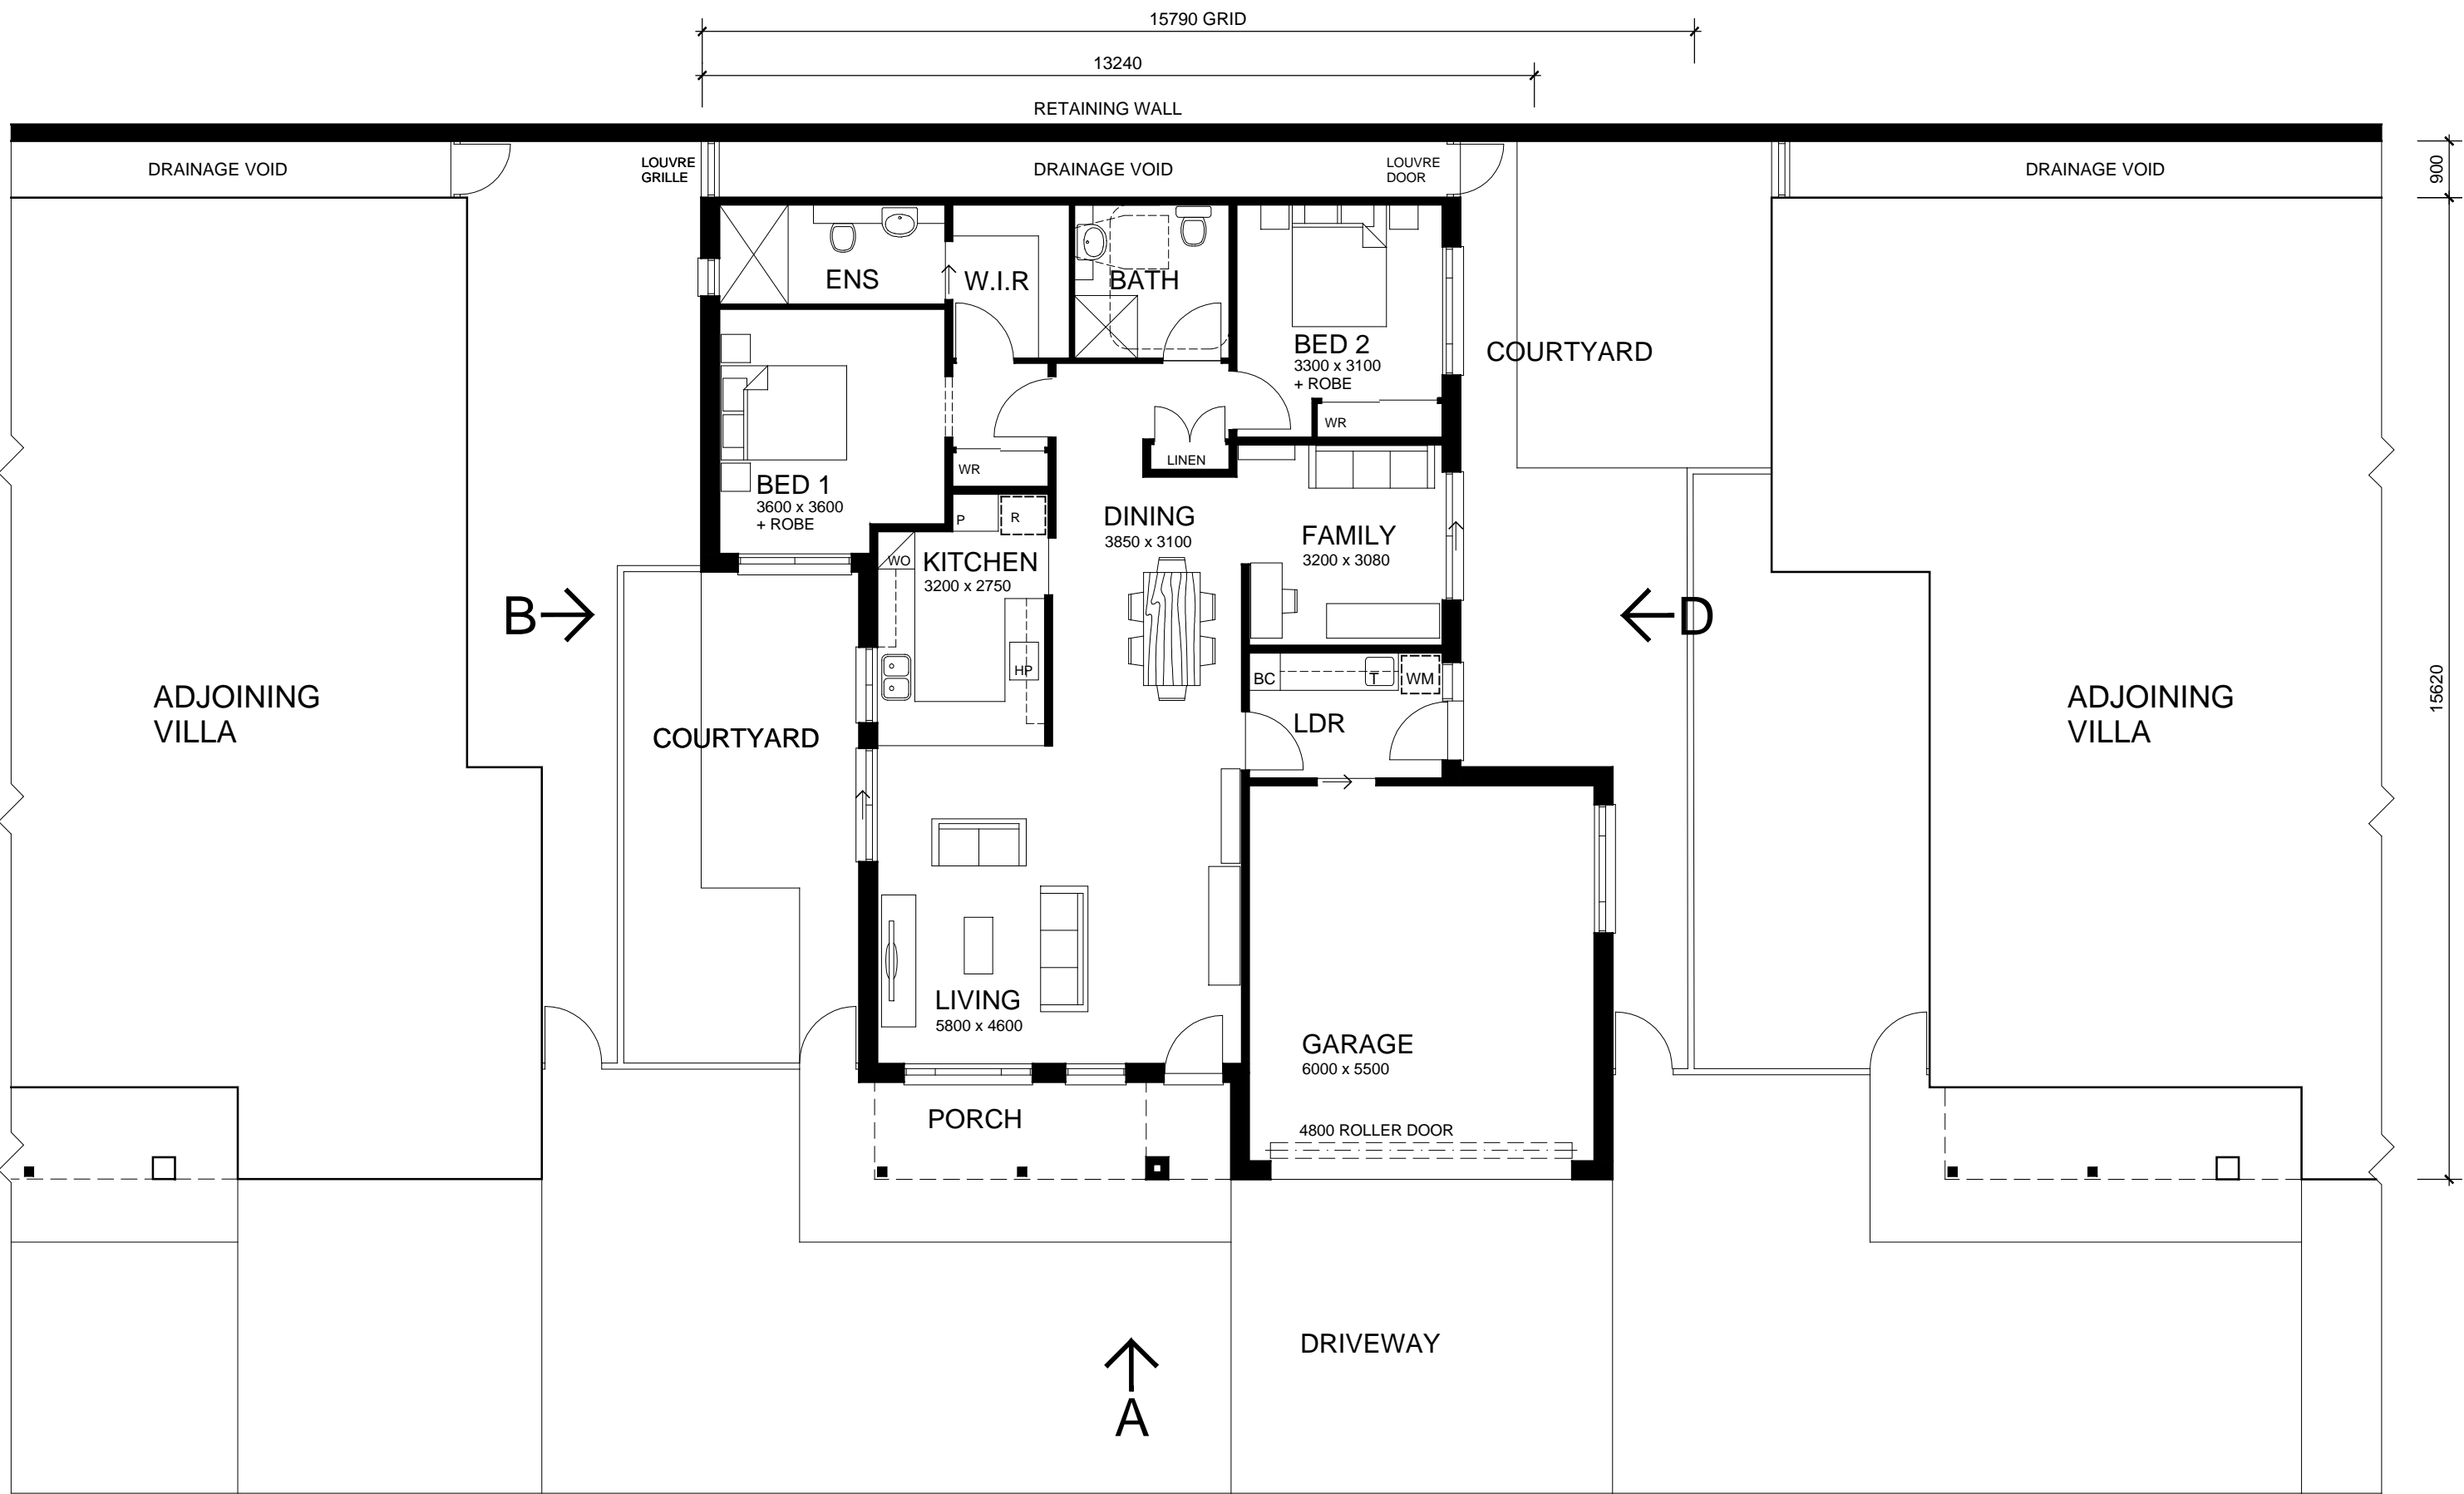 15790 GRID
13240
RETAINING WALL
DRAINAGE VOID
LOUVRE
GRILLE
DRAINAGE VOID
LOUVRE
DOOR
DRAINAGE VOID
900
ENS
W.I.R
BATH
BED 2
3300 x 3100
+ ROBE
COURTYARD
WR
WR
LINEN
BED 1
3600 x 3600
+ ROBE
P
R
DINING
3850 x 3100
FAMILY
3200 x 3080
WO
KITCHEN
3200 x 2750
B
D
HP
BC
T
WM
ADJOINING
VILLA
COURTYARD
LDR
ADJOINING
VILLA
15620
LIVING
5800 x 4600
GARAGE
6000 x 5500
PORCH
4800 ROLLER DOOR
DRIVEWAY
A